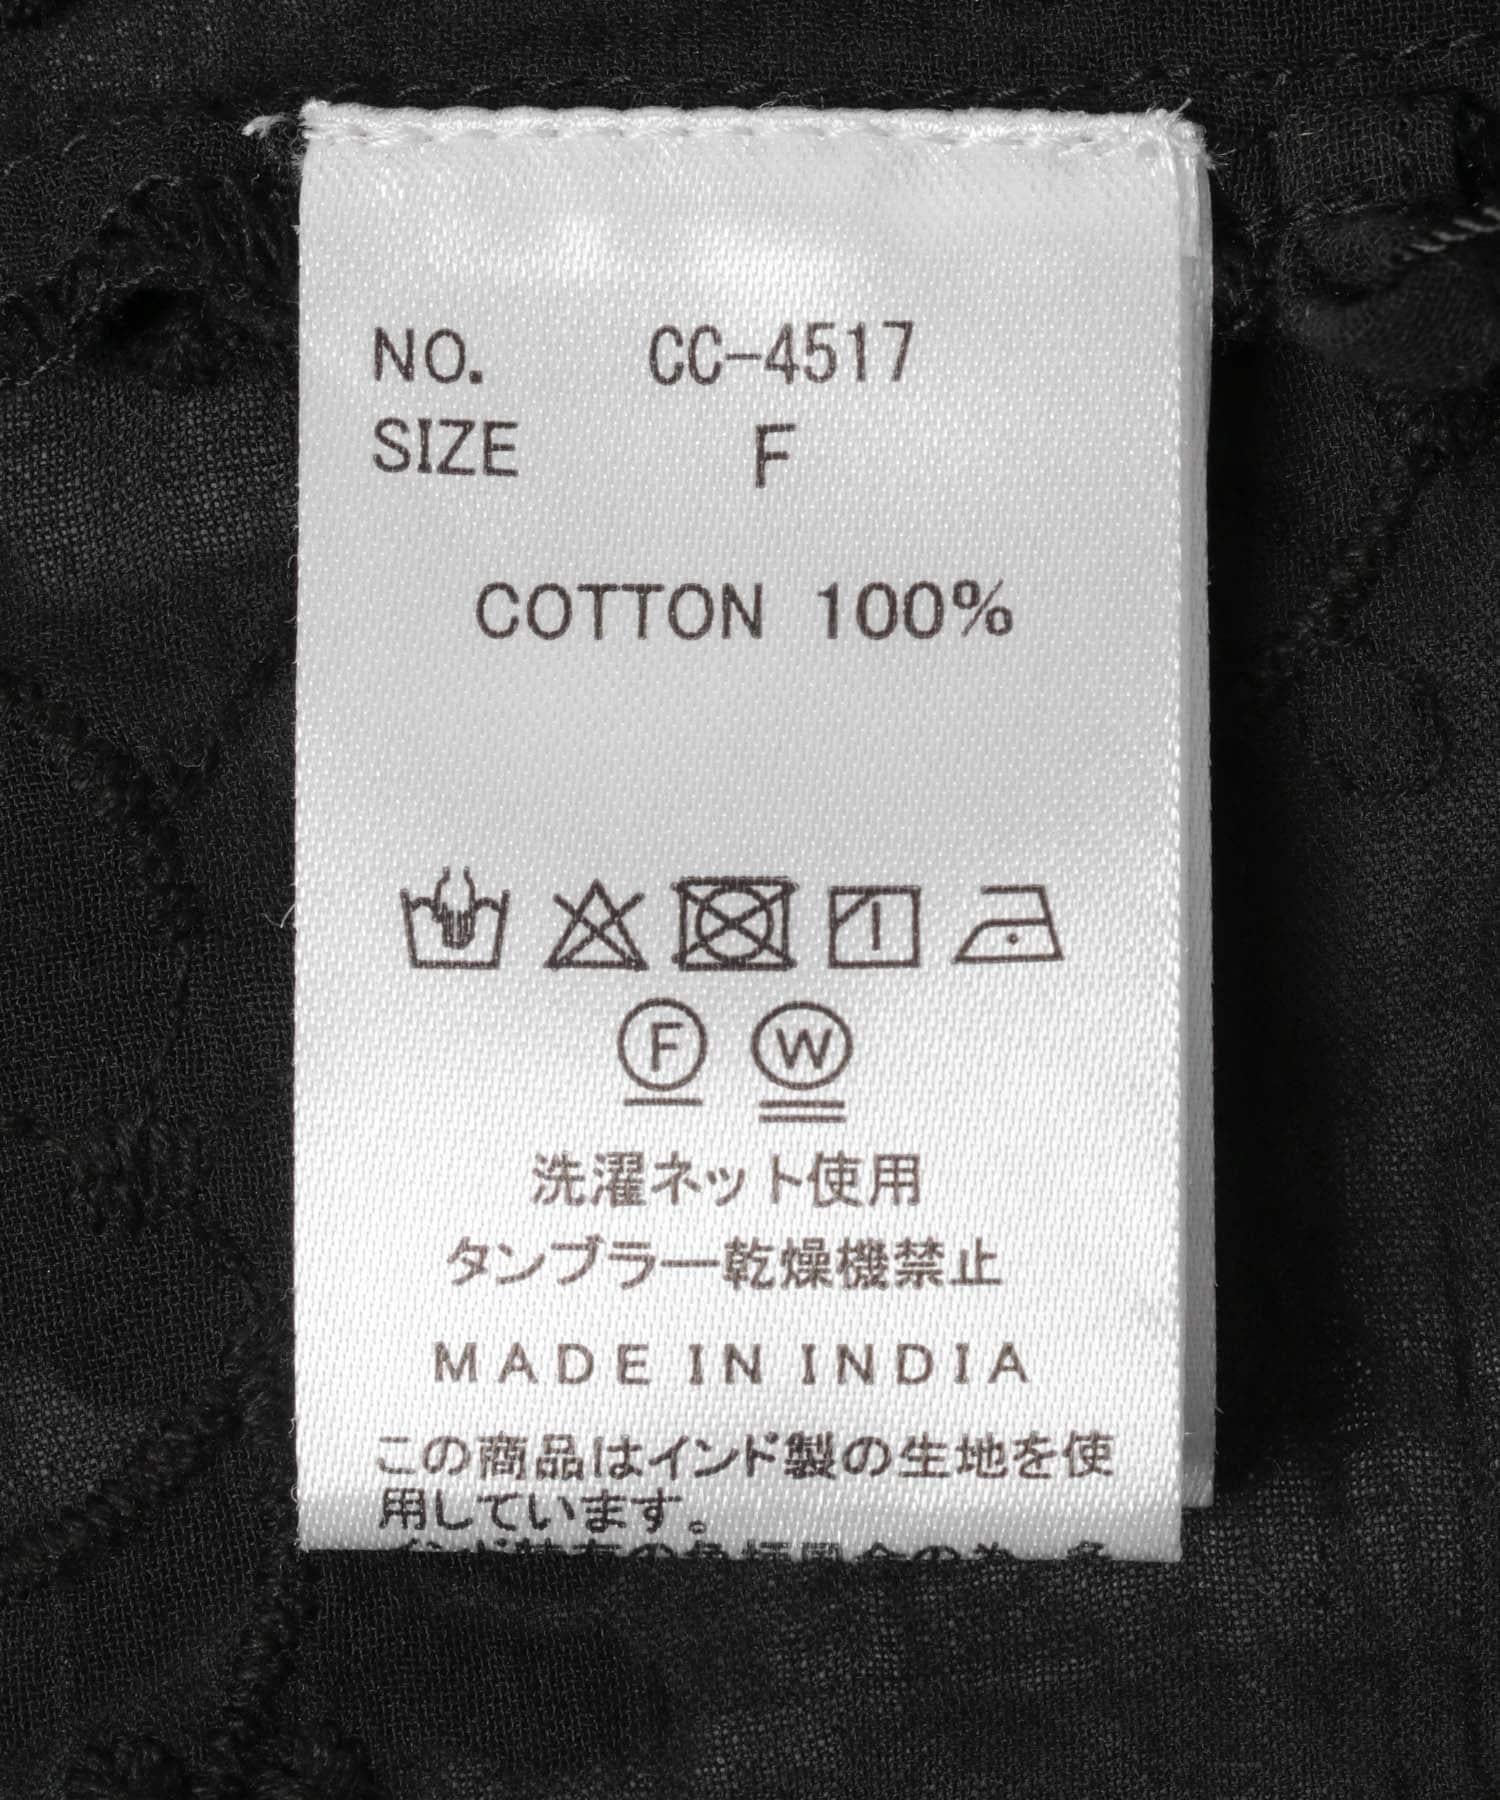 NO. CC-4517
SIZE F
COTTON 100%
F W
洗濯ネット使用
タンブラー乾燥機禁止
MADE IN INDIA
この商品はインド製の生地を使
用しています。